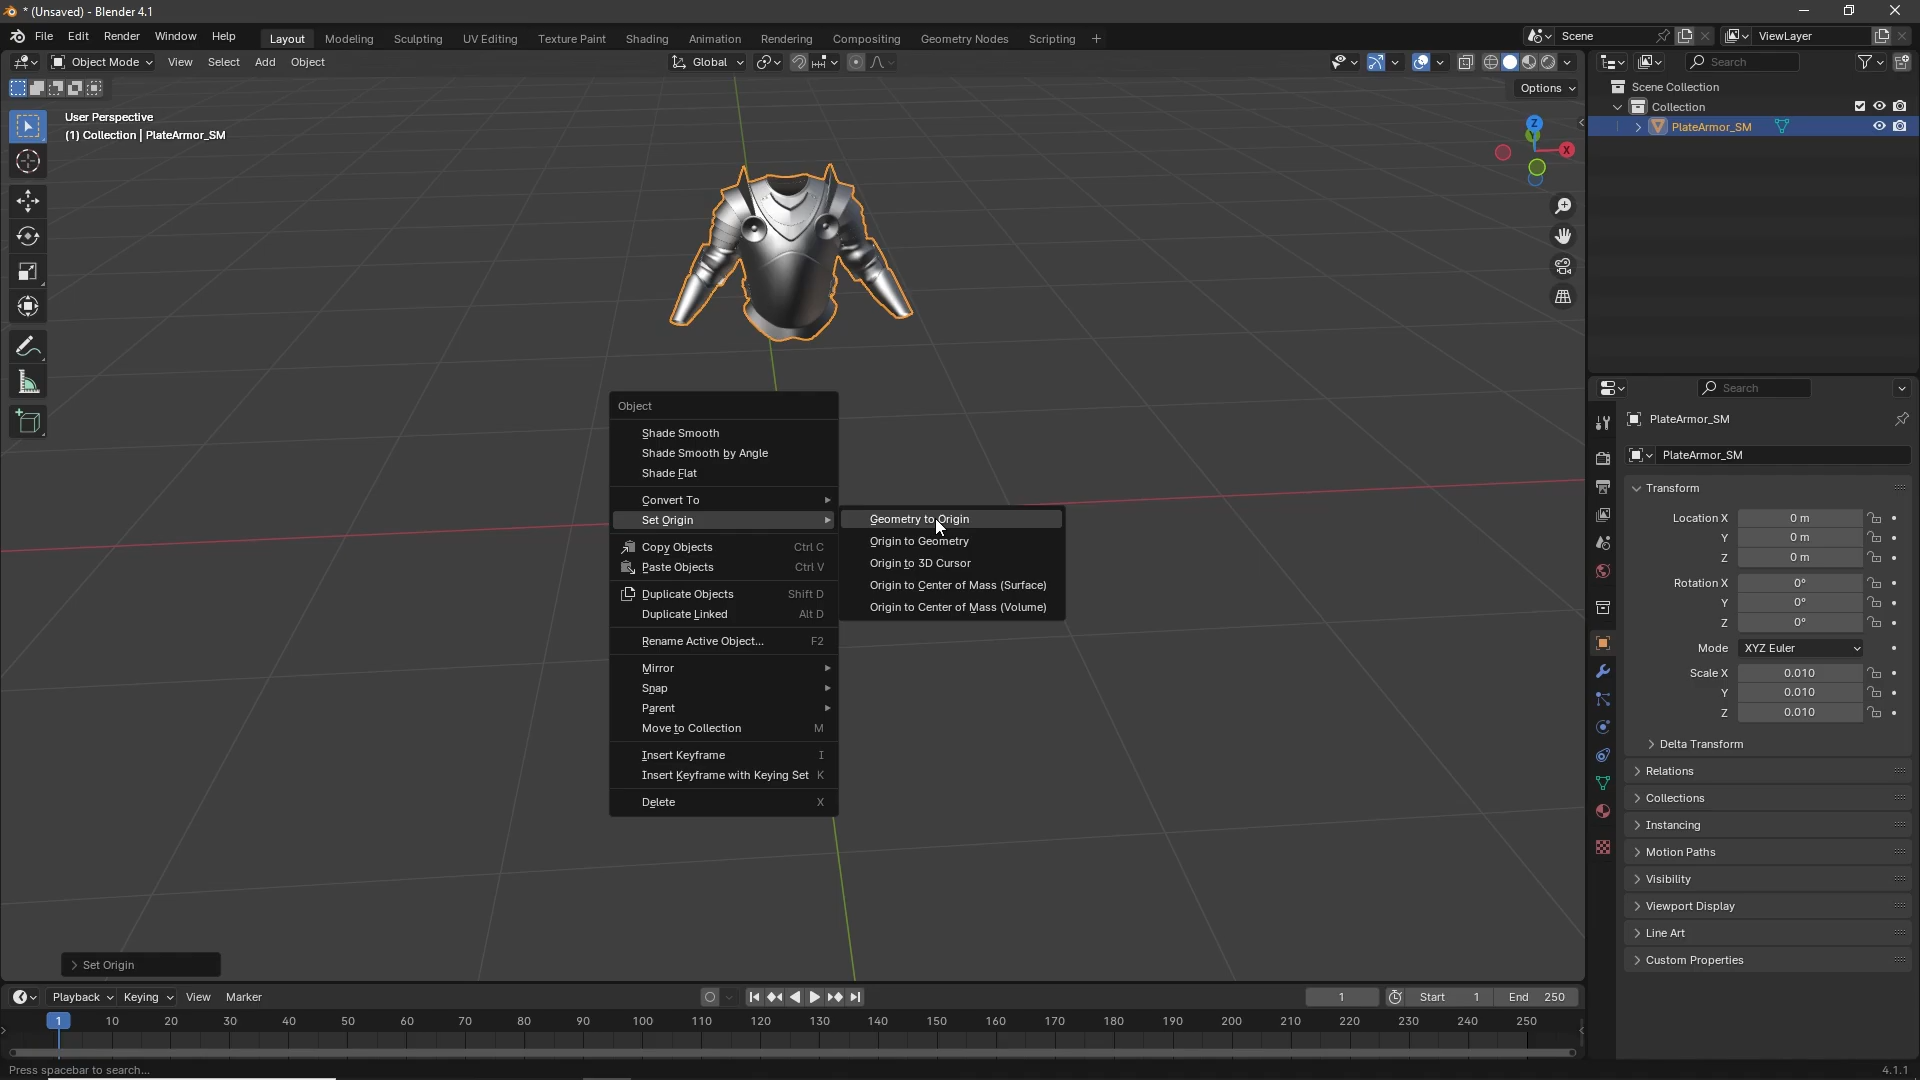 * (Unsaved) - Blender 4.1
File Edit Render Window Help
Layout Modeling Sculpting UV Editing Texture Paint Shading Animation Rendering Compositing Geometry Nodes Scripting +
Scene
ViewLayer
Object Mode View Select Add Object
Global
Search
Options
User Perspective
(1) Collection | PlateArmor_SM
Z
X
Scene Collection
Collection
PlateArmor_SM
Search
PlateArmor_SM
PlateArmor_SM
Transform
Location X 0 m
Y 0 m
Z 0 m
Rotation X 0°
Y 0°
Z 0°
Mode XYZ Euler
Scale X 0.010
Y 0.010
Z 0.010
Delta Transform
Relations
Collections
Instancing
Motion Paths
Visibility
Viewport Display
Line Art
Custom Properties
Object
Shade Smooth
Shade Smooth by Angle
Shade Flat
Convert To
Set Origin
Copy Objects Ctrl C
Paste Objects Ctrl V
Duplicate Objects Shift D
Duplicate Linked Alt D
Rename Active Object... F2
Mirror
Snap
Parent
Move to Collection M
Insert Keyframe I
Insert Keyframe with Keying Set K
Delete X
Geometry to Origin
Origin to Geometry
Origin to 3D Cursor
Origin to Center of Mass (Surface)
Origin to Center of Mass (Volume)
Set Origin
Playback Keying View Marker
1 Start 1 End 250
1 10 20 30 40 50 60 70 80 90 100 110 120 130 140 150 160 170 180 190 200 210 220 230 240 250
Press spacebar to search...
4.1.1